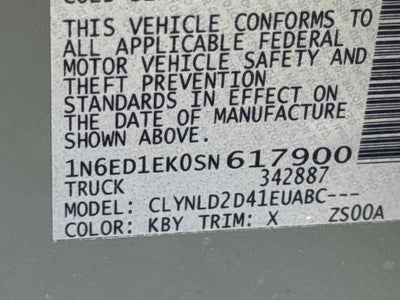 THIS VEHICLE CONFORMS TO
ALL APPLICABLE FEDERAL
MOTOR VEHICLE SAFETY AND
THEFT PREVENTION
STANDARDS IN EFFECT ON
THE DATE OF MANUFACTURE
SHOWN ABOVE.
1N6ED1EK0SN617900
TRUCK 342887
MODEL: CLYNLD2D41EUABC---
COLOR: KBY TRIM: X ZS00A